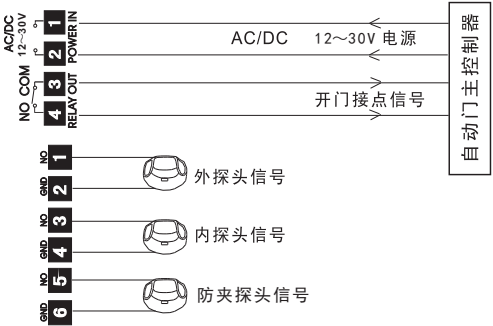 AC/DC
12～30V
1
2
POWER IN
AC/DC 12～30V 电源
NO COM
3
4
RELAY OUT
开门接点信号
自动门主控制器
NO 1
GND 2
外探头信号
NO 3
GND 4
内探头信号
NO 5
GND 6
防夹探头信号